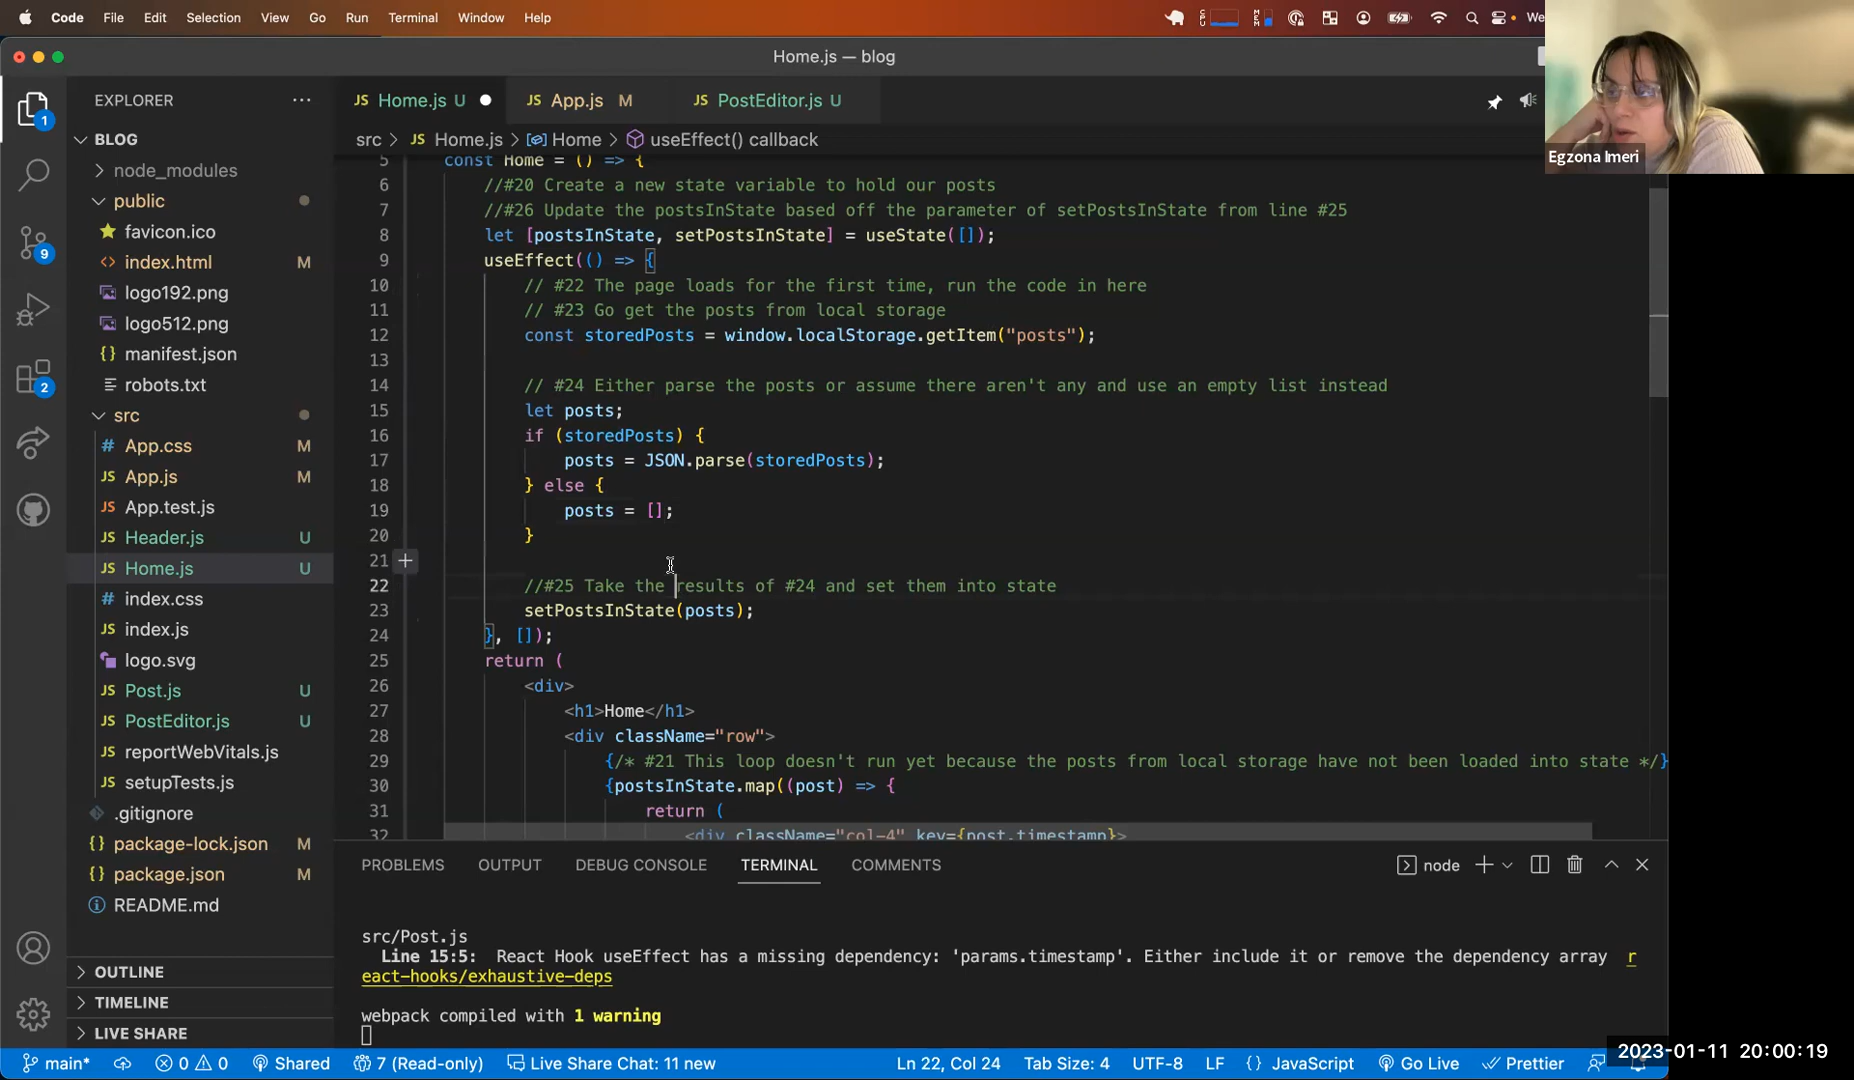 Code File Edit Selection View Go Run Terminal Window Help
CPU MEM We
Home.js — blog
EXPLORER
JS Home.js U JS App.js M JS PostEditor.js U
BLOG
src > JS Home.js > Home > useEffect() callback
node_modules
public
favicon.ico
index.html M
logo192.png
logo512.png
manifest.json
robots.txt
src
# App.css M
JS App.js M
JS App.test.js
JS Header.js U
JS Home.js U
# index.css
JS index.js
logo.svg
JS Post.js U
JS PostEditor.js U
JS reportWebVitals.js
JS setupTests.js
.gitignore
{} package-lock.json M
{} package.json M
README.md
OUTLINE
TIMELINE
LIVE SHARE
1
9
2
5 const Home = () => {
6 //#20 Create a new state variable to hold our posts
7 //#26 Update the postsInState based off the parameter of setPostsInState from line #25
8 let [postsInState, setPostsInState] = useState([]);
9 useEffect(() => {
10 // #22 The page loads for the first time, run the code in here
11 // #23 Go get the posts from local storage
12 const storedPosts = window.localStorage.getItem("posts");
13
14 // #24 Either parse the posts or assume there aren't any and use an empty list instead
15 let posts;
16 if (storedPosts) {
17 posts = JSON.parse(storedPosts);
18 } else {
19 posts = [];
20 }
21
22 //#25 Take the results of #24 and set them into state
23 setPostsInState(posts);
24 }, []);
25 return (
26 <div>
27 <h1>Home</h1>
28 <div className="row">
29 {/* #21 This loop doesn't run yet because the posts from local storage have not been loaded into state */}
30 {postsInState.map((post) => {
31 return (
32 <div className="col-4" key={post.timestamp}>
PROBLEMS OUTPUT DEBUG CONSOLE TERMINAL COMMENTS
node
src/Post.js
Line 15:5: React Hook useEffect has a missing dependency: 'params.timestamp'. Either include it or remove the dependency array r
eact-hooks/exhaustive-deps
webpack compiled with 1 warning
main* 0 0 Shared 7 (Read-only) Live Share Chat: 11 new Ln 22, Col 24 Tab Size: 4 UTF-8 LF {} JavaScript Go Live Prettier
Egzona Imeri
2023-01-11 20:00:19